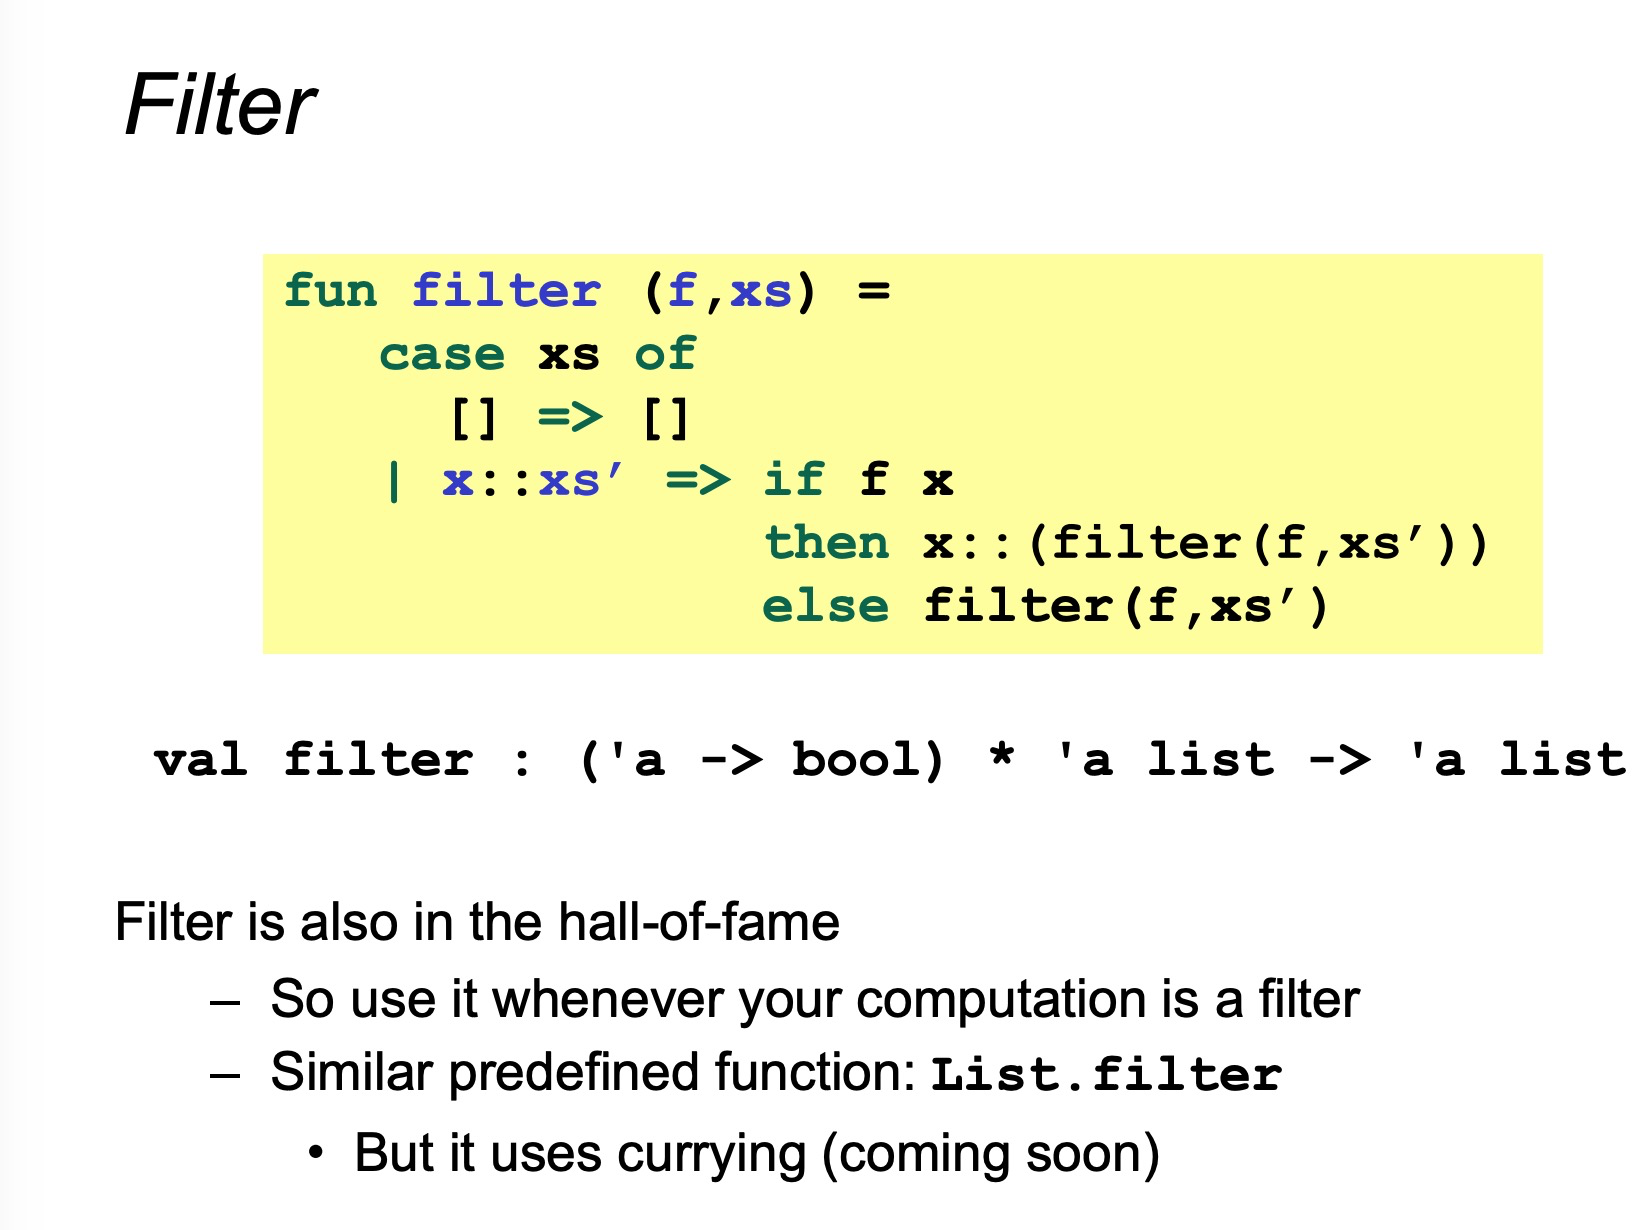 Filter
fun filter (f,xs) =
case xs of
[] => []
| x::xs’ => if f x
then x::(filter(f,xs’))
else filter(f,xs’)
val filter : ('a -> bool) * 'a list -> 'a list
Filter is also in the hall-of-fame
– So use it whenever your computation is a filter
– Similar predefined function: List.filter
• But it uses currying (coming soon)